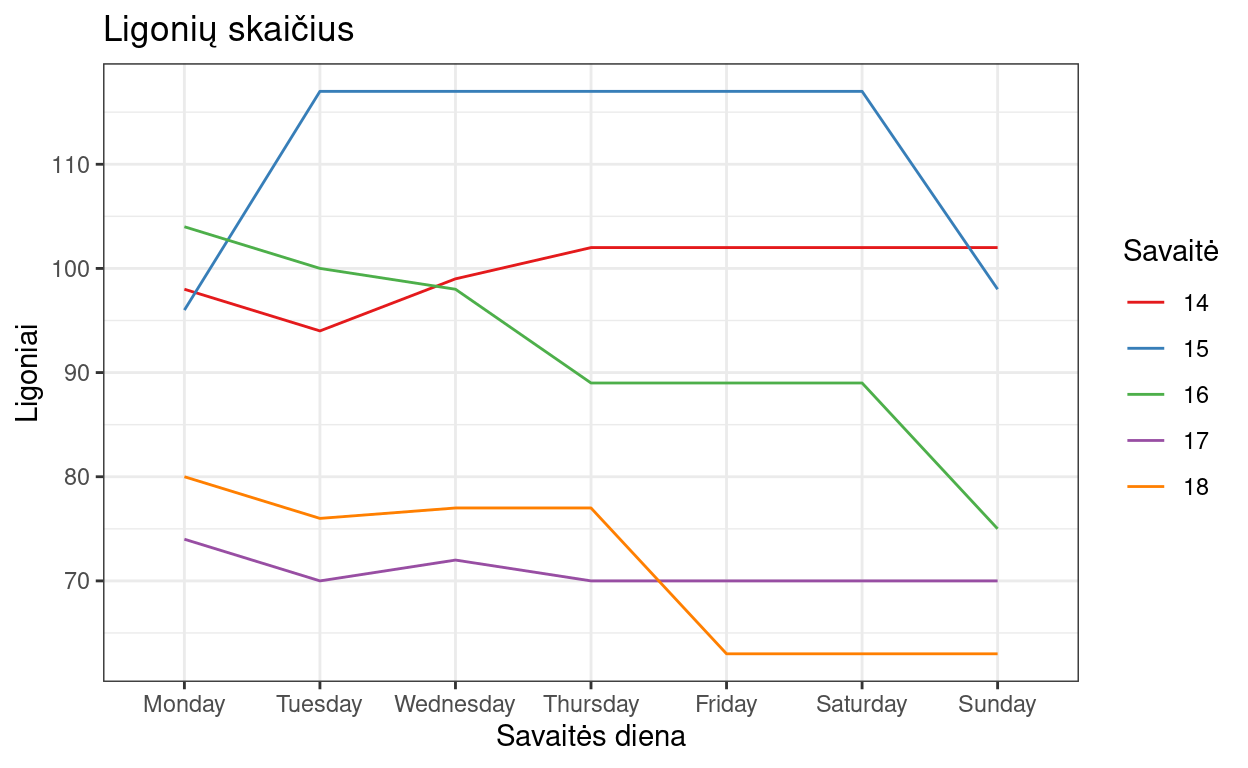 Ligonių skaičius
110
100
90
80
70
Ligoniai
Monday Tuesday Wednesday Thursday Friday Saturday Sunday
Savaitės diena
Savaitė
14
15
16
17
18